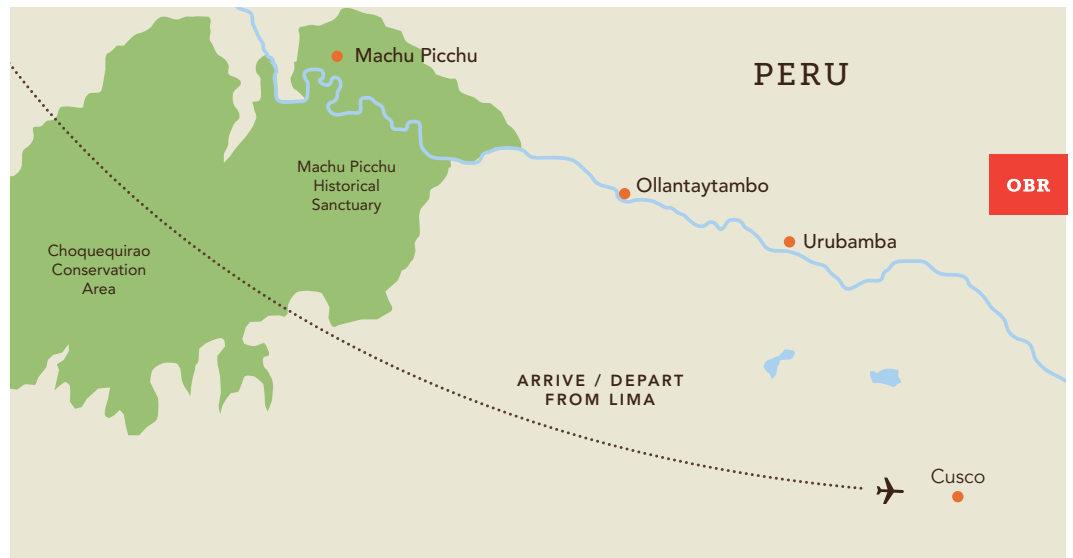 Machu Picchu
PERU
Machu Picchu
Historical
Sanctuary
OBR
Ollantaytambo
Urubamba
Choquequirao
Conservation
Area
ARRIVE / DEPART
FROM LIMA
Cusco